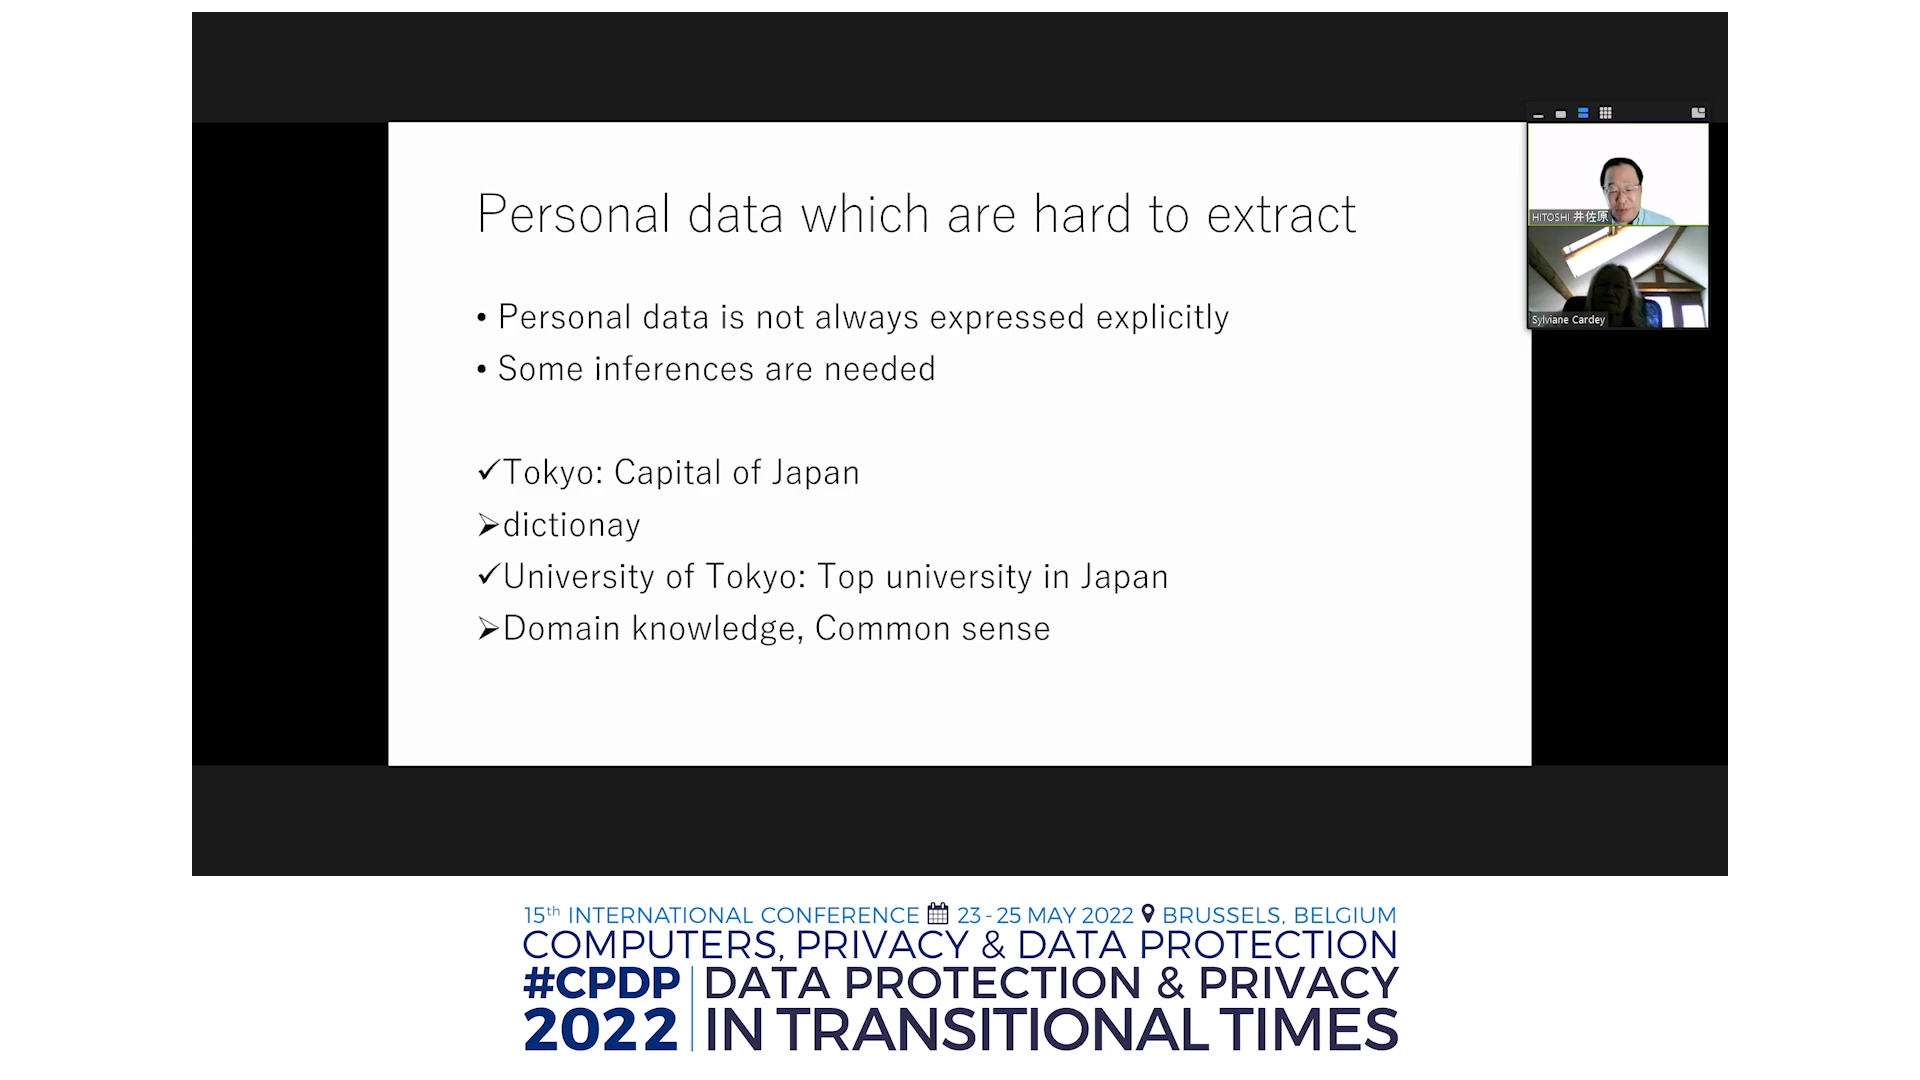 Personal data which are hard to extract
• Personal data is not always expressed explicitly
• Some inferences are needed
✓Tokyo: Capital of Japan
➢dictionay
✓University of Tokyo: Top university in Japan
➢Domain knowledge, Common sense
HITOSHI 井佐原
Sylviane Cardey
15th INTERNATIONAL CONFERENCE 23 - 25 MAY 2022 BRUSSELS, BELGIUM
COMPUTERS, PRIVACY & DATA PROTECTION
#CPDP DATA PROTECTION & PRIVACY
2022 IN TRANSITIONAL TIMES